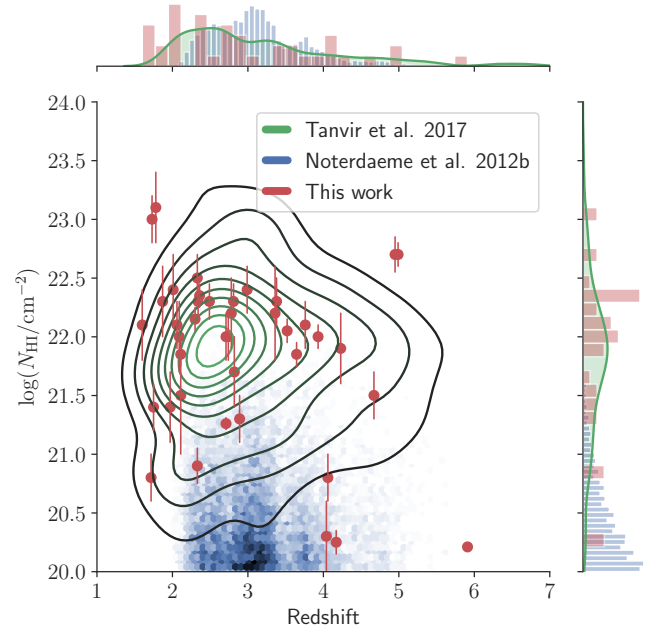 24.0
23.5
23.0
22.5
22.0
21.5
21.0
20.5
20.0
log(N_HI/cm⁻²)
Tanvir et al. 2017
Noterdaeme et al. 2012b
This work
1 2 3 4 5 6 7
Redshift